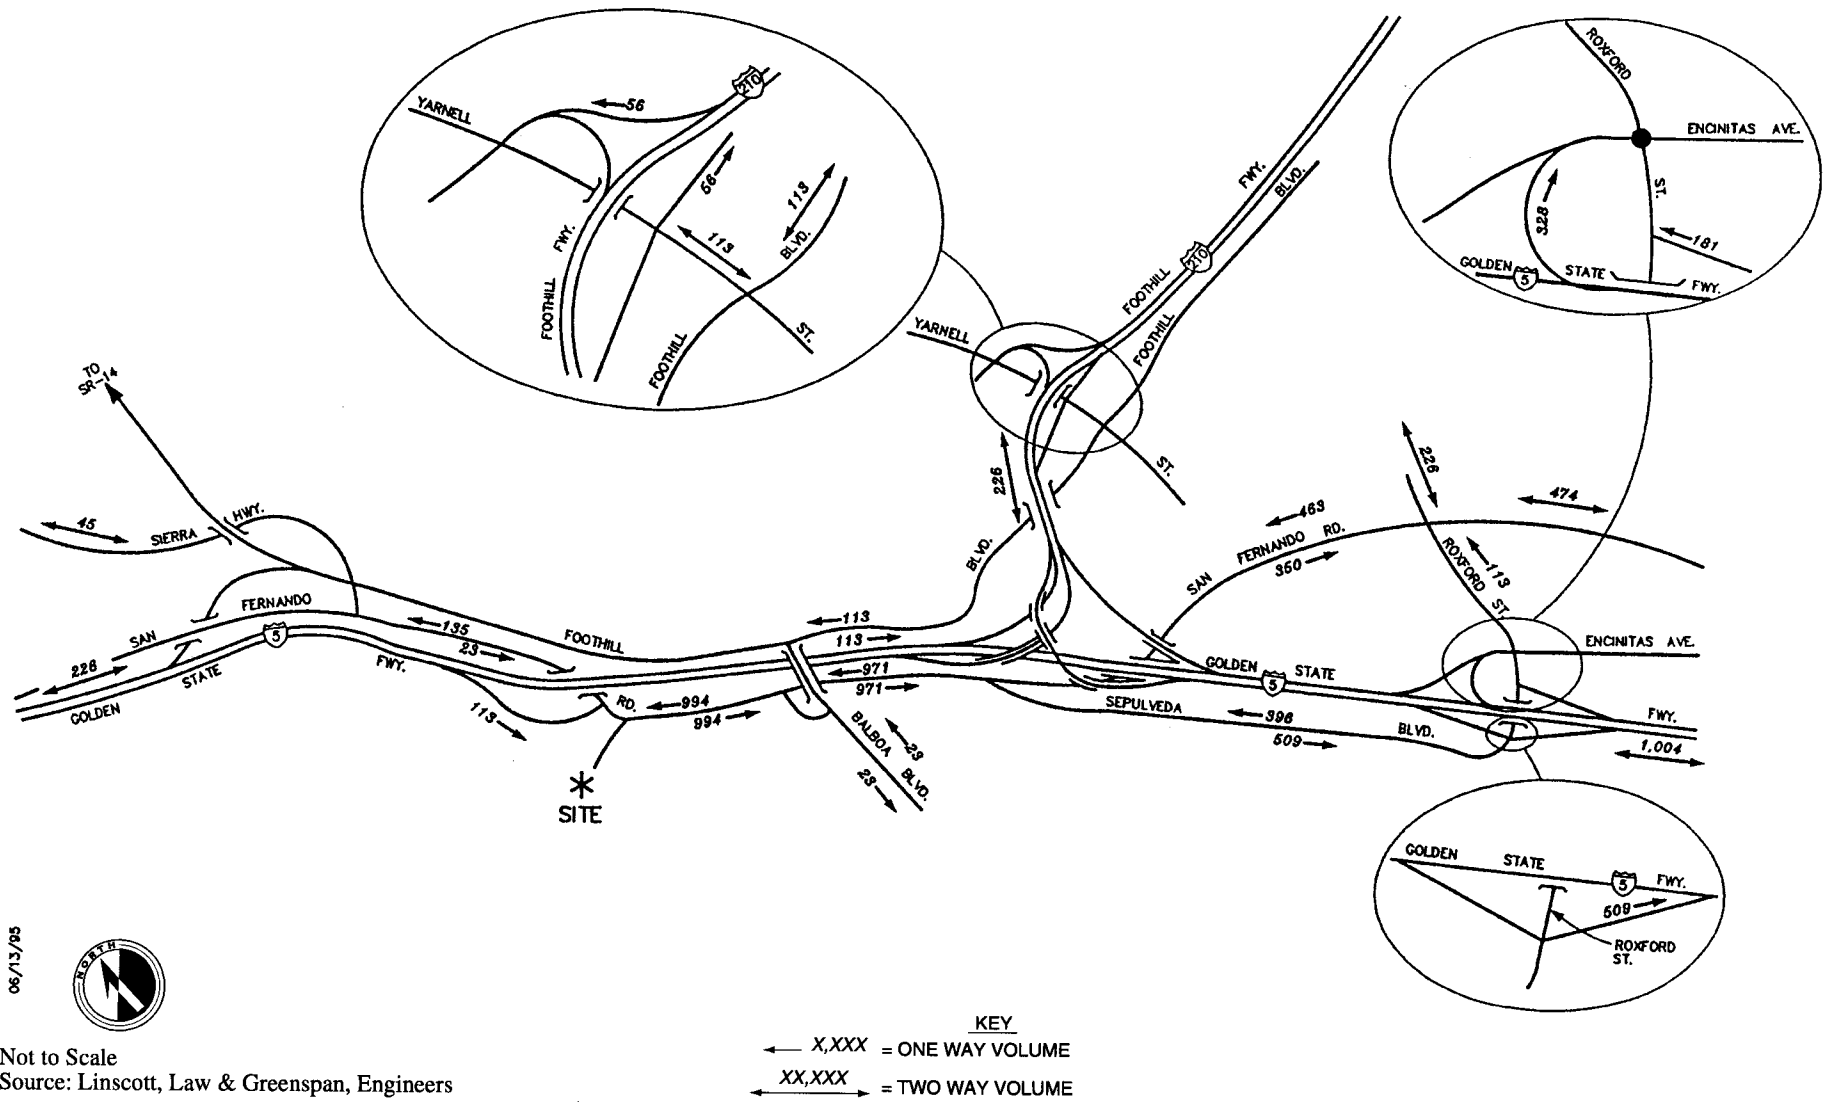 210
56
YARNELL
56
113
113
BLVD.
FWY.
FOOTHILL
FOOTHILL
ST.
ROXFORD
ENCINITAS AVE.
ST.
328
181
GOLDEN
5
STATE
FWY.
FWY.
BLVD.
210
FOOTHILL
FOOTHILL
YARNELL
ST.
226
TO
SR-14
45
SIERRA
HWY.
SAN
FERNANDO
5
226
STATE
GOLDEN
FWY.
135
23
FOOTHILL
BLVD.
113
113
113
RD.
994
994
971
971
BALBOA
BLVD.
23
23
SITE
226
474
463
SAN
FERNANDO
RD.
350
ROXFORD
ST.
113
ENCINITAS AVE.
GOLDEN
5
STATE
FWY.
1,004
SEPULVEDA
396
509
BLVD.
GOLDEN
STATE
5
FWY.
509
ROXFORD
ST.
06/13/95
NORTH
Not to Scale
Source: Linscott, Law & Greenspan, Engineers
KEY
X,XXX = ONE WAY VOLUME
XX,XXX = TWO WAY VOLUME